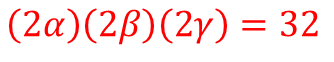 (2𝛼)(2𝛽)(2𝛾) = 32